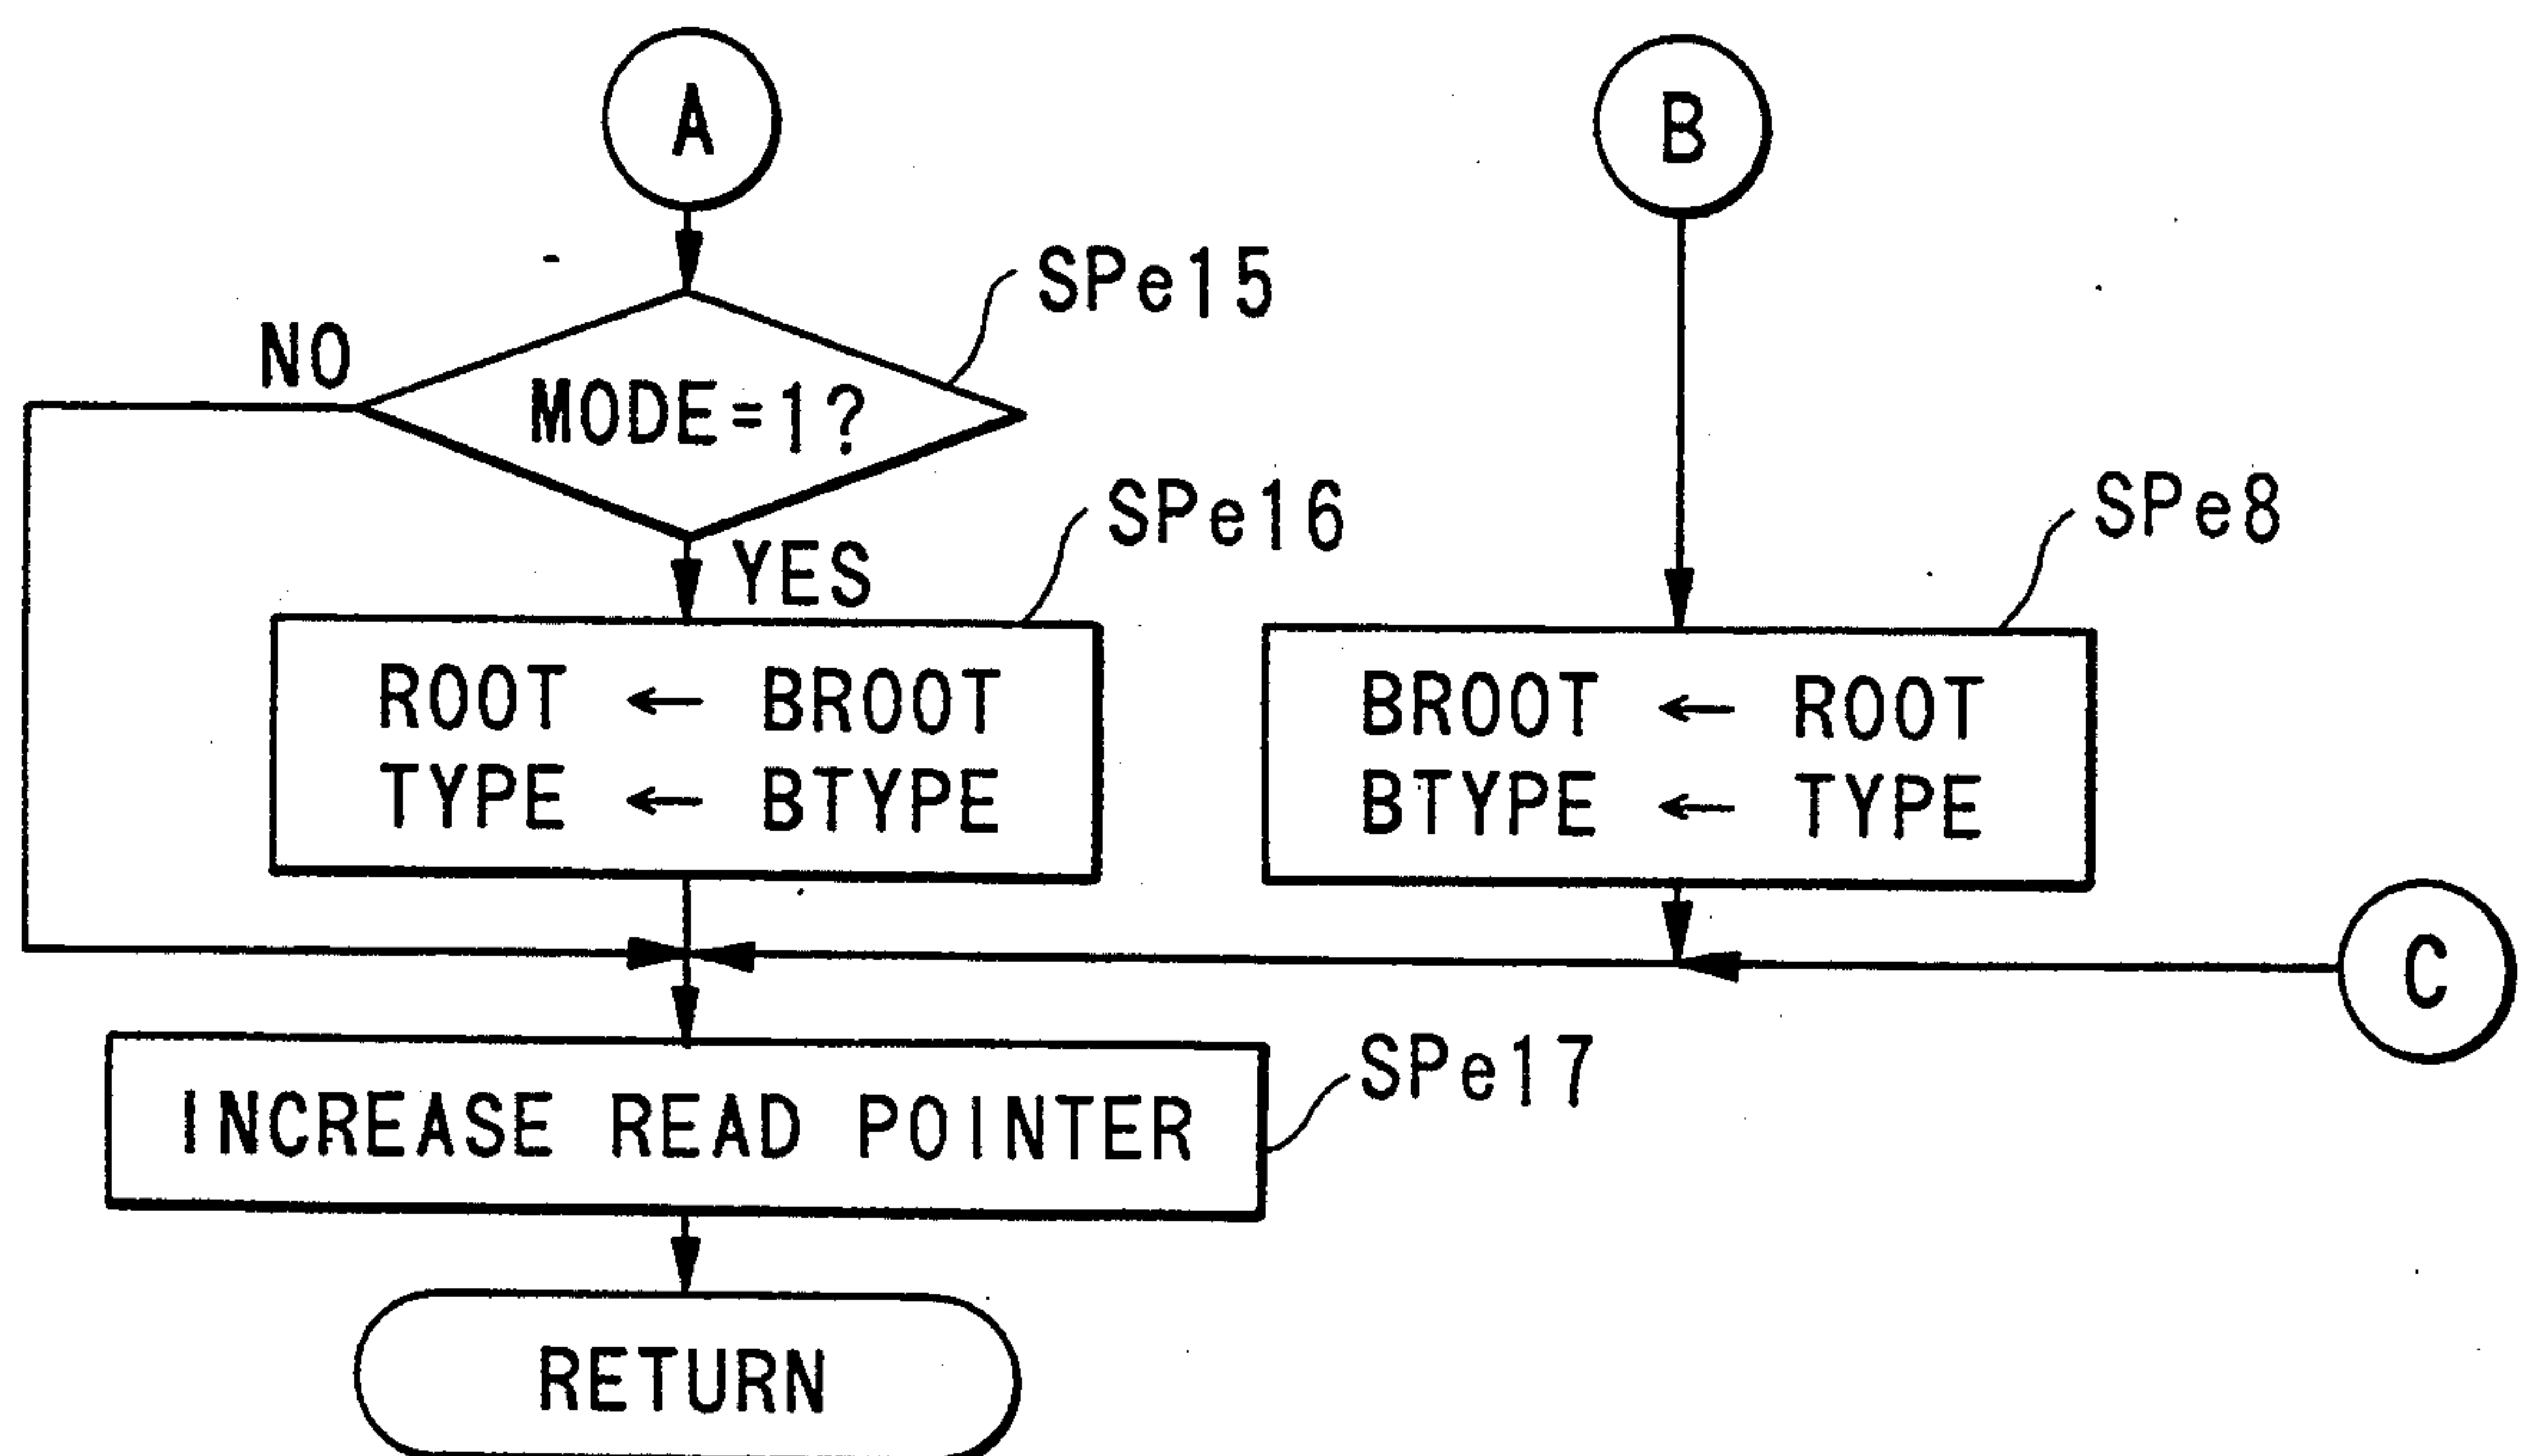 A
B
SPe15
NO
MODE=1?
SPe16
SPe8
YES
ROOT ← BROOT
TYPE ← BTYPE
BROOT ← ROOT
BTYPE ← TYPE
C
SPe17
INCREASE READ POINTER
RETURN